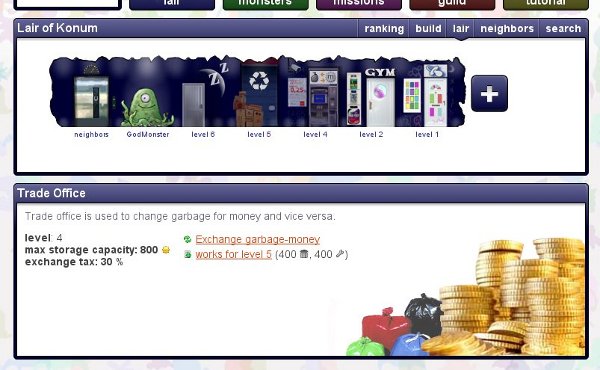 lair monsters missions guild tutorial
Lair of Konum ranking build lair neighbors search
Z Z
GYM
0.25
neighbors GodMonster level 6 level 5 level 4 level 2 level 1
+
Trade Office
Trade office is used to change garbage for money and vice versa.
level: 4
max storage capacity: 800
exchange tax: 30 %
Exchange garbage-money
works for level 5 (400 , 400 )